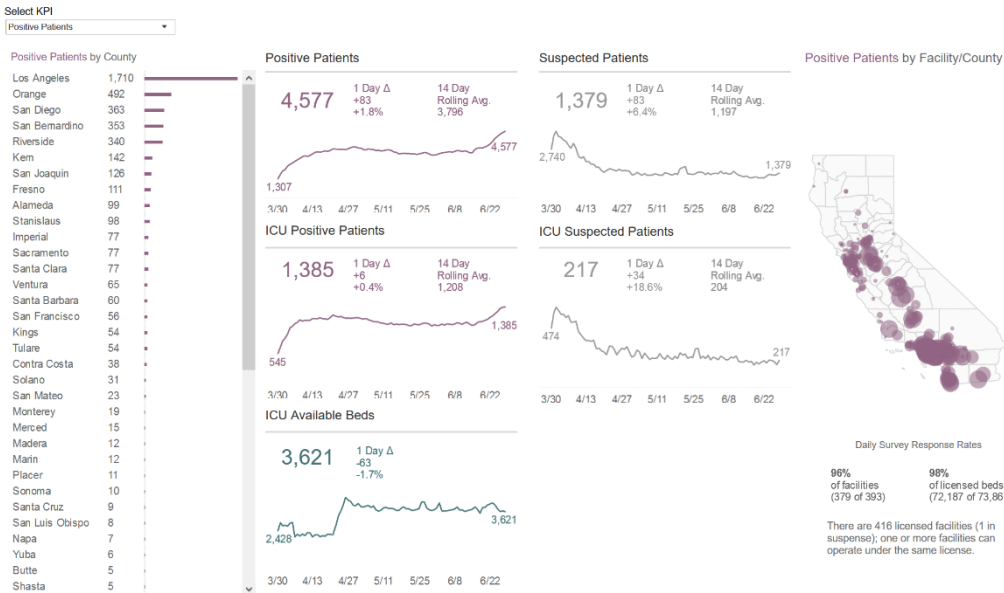 Select KPI
Positive Patients
Positive Patients by County
Los Angeles 1,710
Orange 492
San Diego 363
San Bernardino 353
Riverside 340
Kern 142
San Joaquin 126
Fresno 111
Alameda 99
Stanislaus 98
Imperial 77
Sacramento 77
Santa Clara 77
Ventura 65
Santa Barbara 60
San Francisco 56
Kings 54
Tulare 54
Contra Costa 38
Solano 31
San Mateo 23
Monterey 19
Merced 15
Madera 12
Marin 12
Placer 11
Sonoma 10
Santa Cruz 9
San Luis Obispo 8
Napa 7
Yuba 6
Butte 5
Shasta 5
Positive Patients
4,577
1 Day Δ
+83
+1.8%
14 Day
Rolling Avg.
3,796
4,577
1,307
3/30 4/13 4/27 5/11 5/25 6/8 6/22
ICU Positive Patients
1,385
1 Day Δ
+6
+0.4%
14 Day
Rolling Avg.
1,208
1,385
545
3/30 4/13 4/27 5/11 5/25 6/8 6/22
ICU Available Beds
3,621
1 Day Δ
-63
-1.7%
3,621
2,428
3/30 4/13 4/27 5/11 5/25 6/8 6/22
Suspected Patients
1,379
1 Day Δ
+83
+6.4%
14 Day
Rolling Avg.
1,197
2,740
1,379
3/30 4/13 4/27 5/11 5/25 6/8 6/22
ICU Suspected Patients
217
1 Day Δ
+34
+18.6%
14 Day
Rolling Avg.
204
474
217
3/30 4/13 4/27 5/11 5/25 6/8 6/22
Positive Patients by Facility/County
Daily Survey Response Rates
96%
of facilities
(379 of 393)
98%
of licensed beds
(72,187 of 73,86
There are 416 licensed facilities (1 in
suspense); one or more facilities can
operate under the same license.